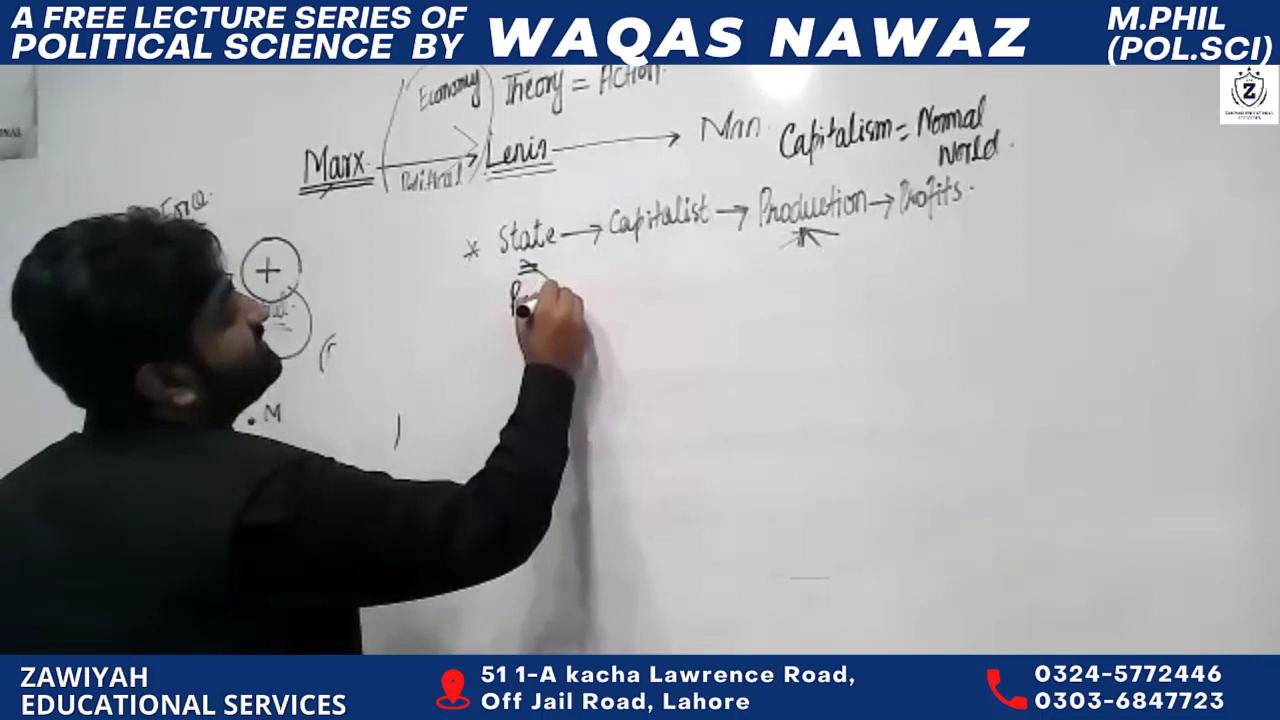 A FREE LECTURE SERIES OF
POLITICAL SCIENCE BY
WAQAS NAWAZ
M.PHIL
(POL.SCI)
Z
Economy
Theory = Action.
Marx
Political
Lenin
Capitalism = Normal
World.
Force.
* State → Capitalist → Production → Profits.
+
• M
ZAWIYAH
EDUCATIONAL SERVICES
51 1-A kacha Lawrence Road,
Off Jail Road, Lahore
0324-5772446
0303-6847723